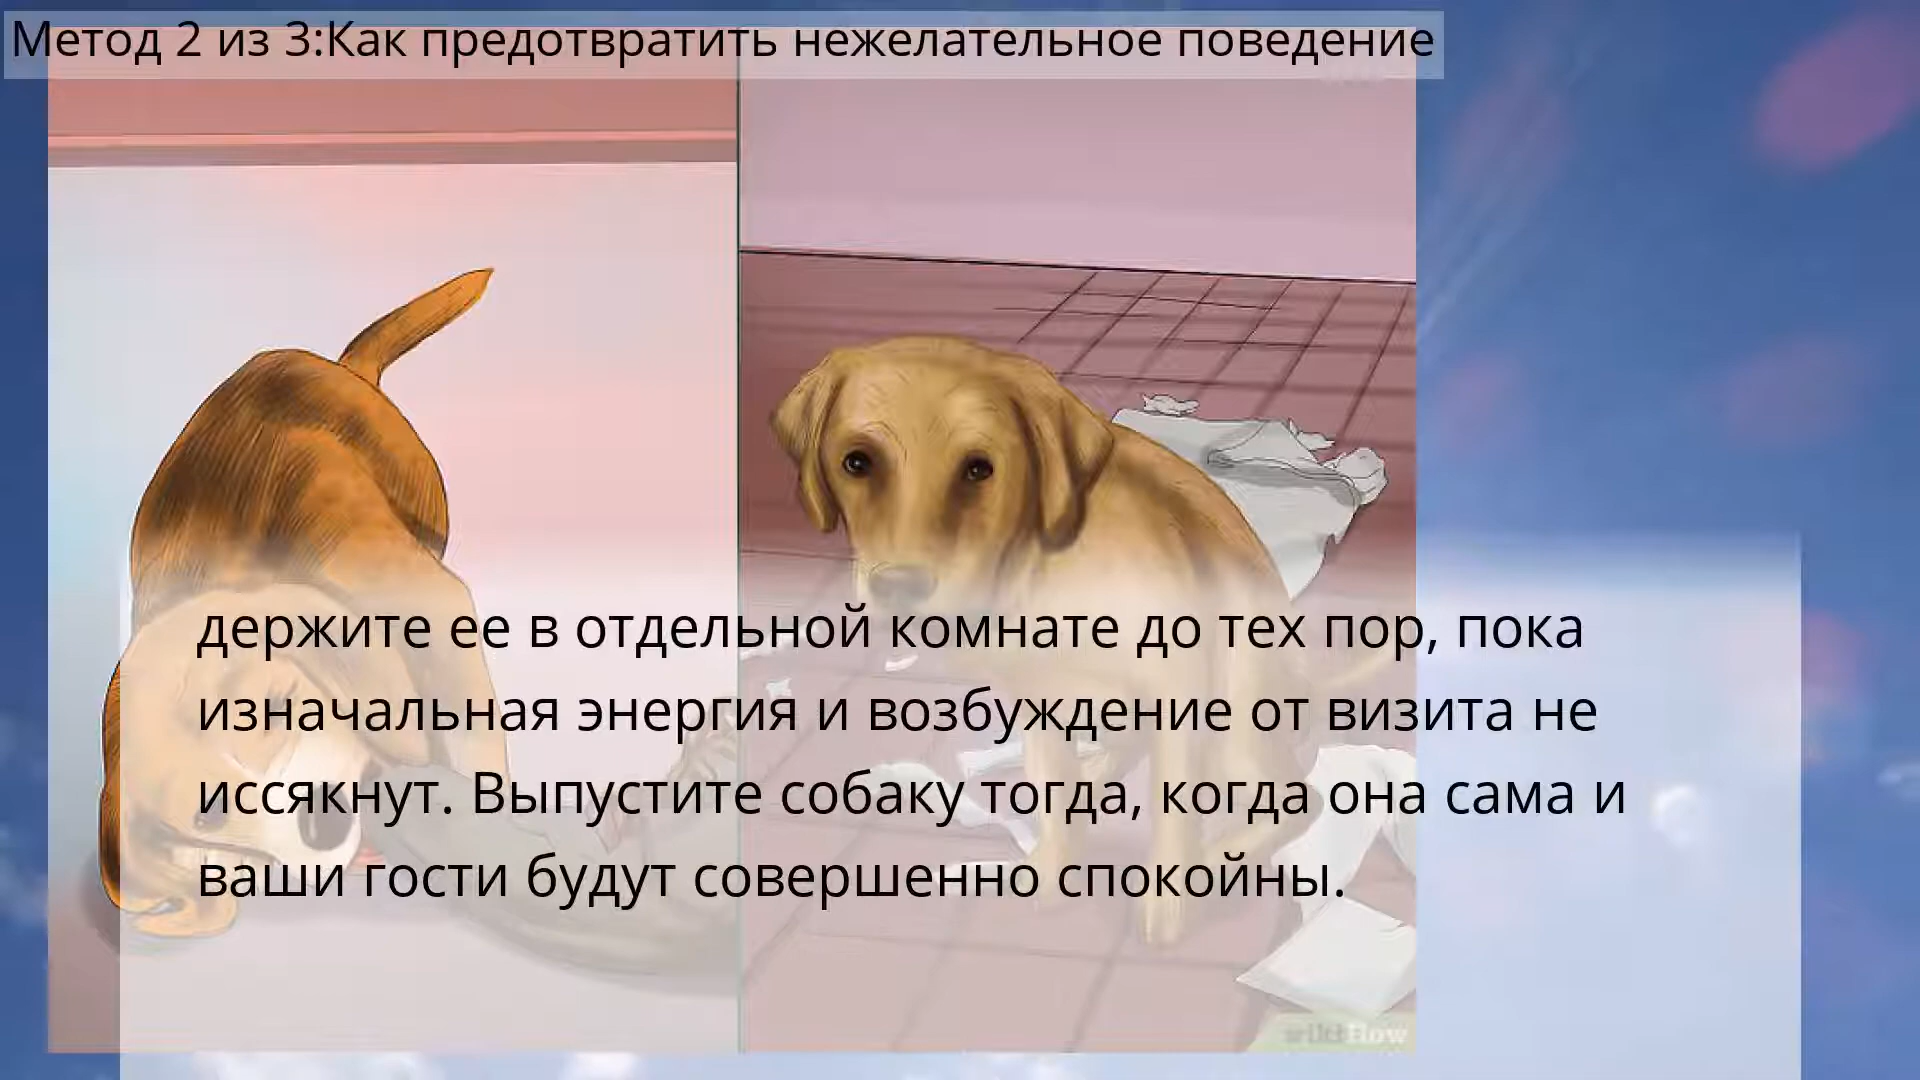 Метод 2 из 3:Как предотвратить нежелательное поведение
держите ее в отдельной комнате до тех пор, пока
изначальная энергия и возбуждение от визита не
иссякнут. Выпустите собаку тогда, когда она сама и
ваши гости будут совершенно спокойны.
wikiHow